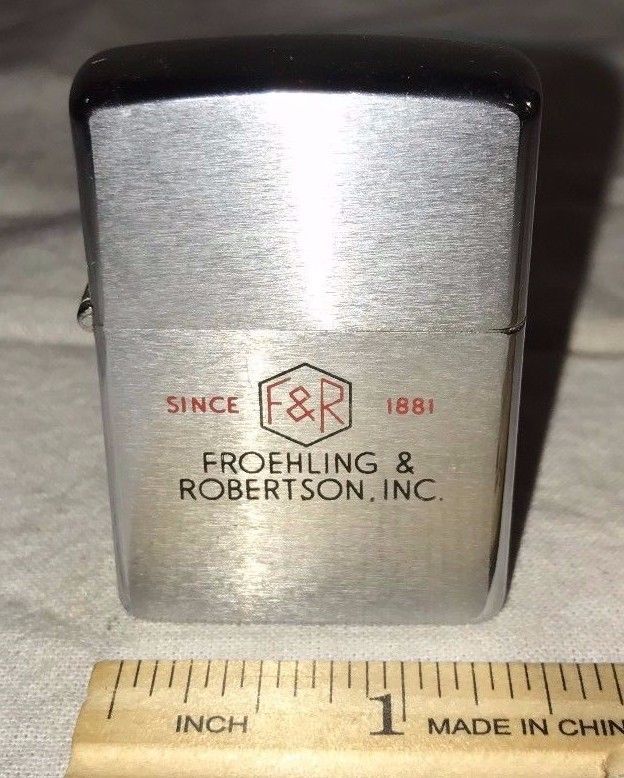 SINCE F&R 1881
FROEHLING &
ROBERTSON, INC.
INCH 1 MADE IN CHIN